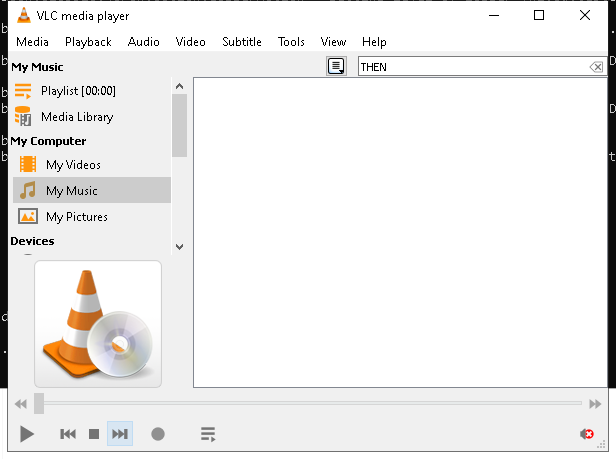 VLC media player
Media Playback Audio Video Subtitle Tools View Help
My Music
THEN
Playlist [00:00]
Media Library
My Computer
My Videos
My Music
My Pictures
Devices